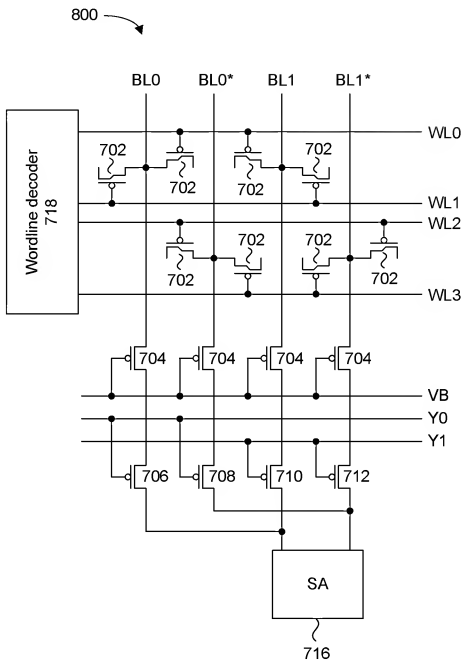 800
BL0 BL0* BL1 BL1*
WL0
702 702
702 702
WL1
WL2
702 702
702 702
WL3
Wordline decoder
718
704 704 704 704
VB
Y0
Y1
706 708 710 712
SA
716